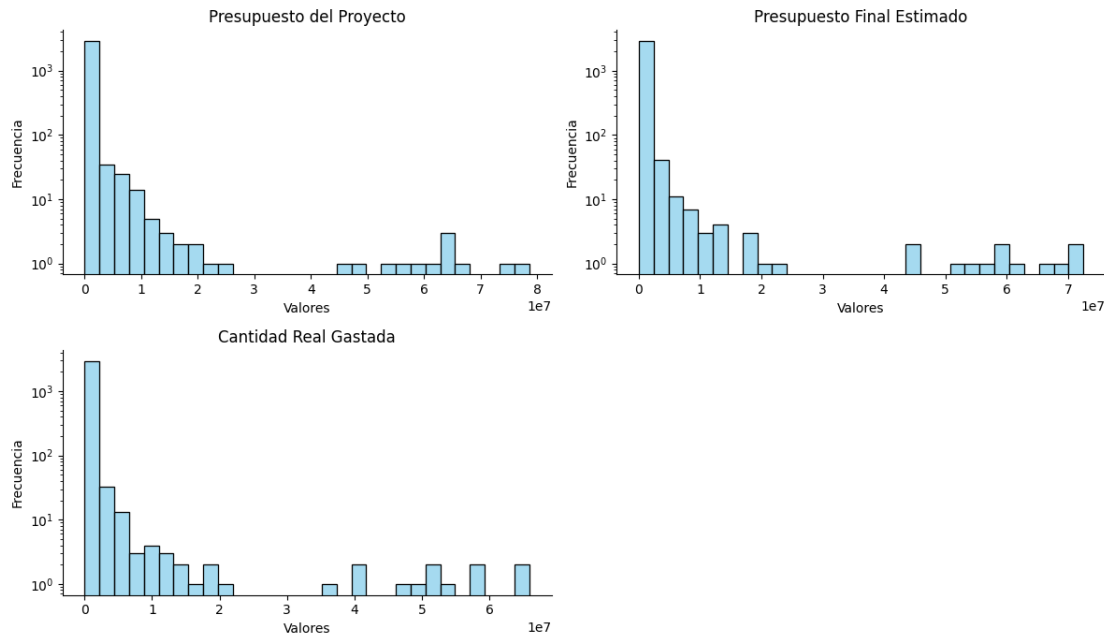 Presupuesto del Proyecto
Frecuencia
10³
10²
10¹
10⁰
0 1 2 3 4 5 6 7 8
1e7
Valores
Presupuesto Final Estimado
Frecuencia
10³
10²
10¹
10⁰
0 1 2 3 4 5 6 7
1e7
Valores
Cantidad Real Gastada
Frecuencia
10³
10²
10¹
10⁰
0 1 2 3 4 5 6
1e7
Valores